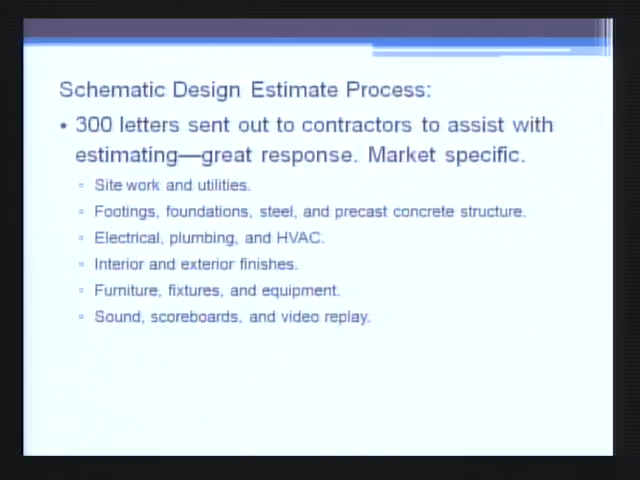 Schematic Design Estimate Process:
• 300 letters sent out to contractors to assist with
estimating—great response. Market specific.
▫ Site work and utilities.
▫ Footings, foundations, steel, and precast concrete structure.
▫ Electrical, plumbing, and HVAC.
▫ Interior and exterior finishes.
▫ Furniture, fixtures, and equipment.
▫ Sound, scoreboards, and video replay.